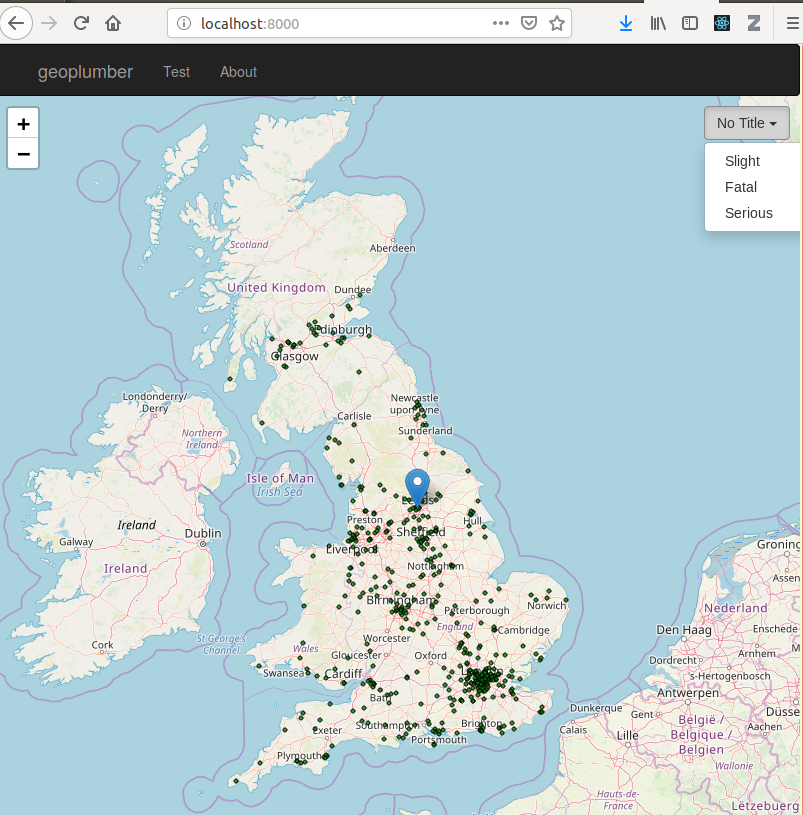 localhost:8000
geoplumber Test About
+
−
No Title
Slight
Fatal
Serious
Scotland
Aberdeen
United Kingdom
Dundee
Edinburgh
Glasgow
Londonderry/
Derry
Newcastle
upon Tyne
Carlisle
Sunderland
Northern
Ireland
Isle of Man
Irish Sea
Leeds
Preston
Hull
Ireland
Galway
Dublin
Sheffield
Liverpool
Ireland
Nottingham
Birmingham
Peterborough
Norwich
England
Cambridge
St George's
Channel
Worcester
Wales
Gloucester
Oxford
Cork
Swansea
Cardiff
Bath
Southampton
Brighton
Exeter
Portsmouth
Plymouth
Groning
Assen
Nederland
Den Haag
Enschede
Arnhem
M
Dordrecht
's-Hertogenbosch
Antwerpen
Dunkerque
Gent
Düsse
Calais
Lille
België /
Belgique /
Belgien
Aachen
Wallonie
Hauts-de-
France
Lëtzebuerg